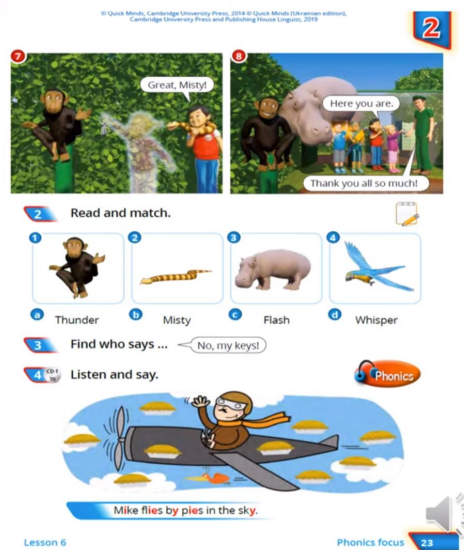 © Quick Minds, Cambridge University Press, 2014 © Quick Minds (Ukrainian edition),
Cambridge University Press and Publishing House Linguist, 2019
2
7
Great, Misty!
8
Here you are.
Thank you all so much!
2 Read and match.
1
2
3
4
a Thunder
b Misty
c Flash
d Whisper
3 Find who says ... No, my keys!
4 CD1 Listen and say.
Phonics
Mike flies by pies in the sky.
Lesson 6
Phonics focus 23